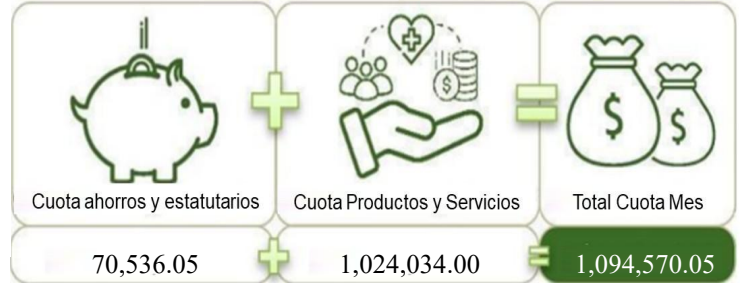 Cuota ahorros y estatutarios
Cuota Productos y Servicios
Total Cuota Mes
70,536.05
1,024,034.00
1,094,570.05